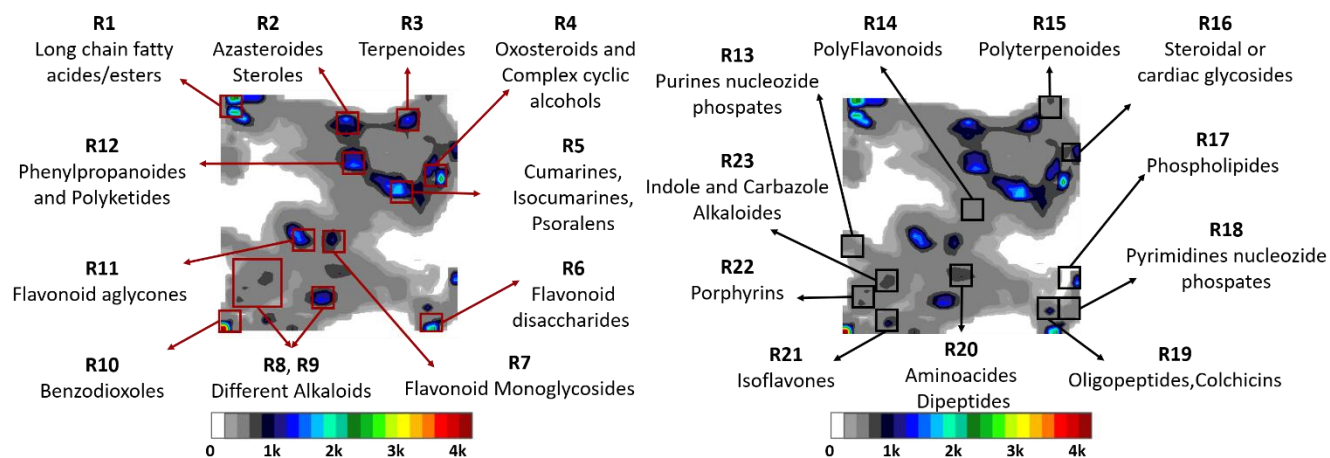 R1
Long chain fatty
acides/esters
R2
Azasteroides
Steroles
R3
Terpenoides
R4
Oxosteroids and
Complex cyclic
alcohols
R12
Phenylpropanoides
and Polyketides
R5
Cumarines,
Isocumarines,
Psoralens
R11
Flavonoid aglycones
R6
Flavonoid
disaccharides
R10
Benzodioxoles
R8, R9
Different Alkaloids
R7
Flavonoid Monoglycosides
0 1k 2k 3k 4k
R14
PolyFlavonoids
R15
Polyterpenoides
R16
Steroidal or
cardiac glycosides
R13
Purines nucleozide
phospates
R17
Phospholipides
R23
Indole and Carbazole
Alkaloides
R18
Pyrimidines nucleozide
phospates
R22
Porphyrins
R21
Isoflavones
R20
Aminoacides
Dipeptides
R19
Oligopeptides,Colchicins
0 1k 2k 3k 4k